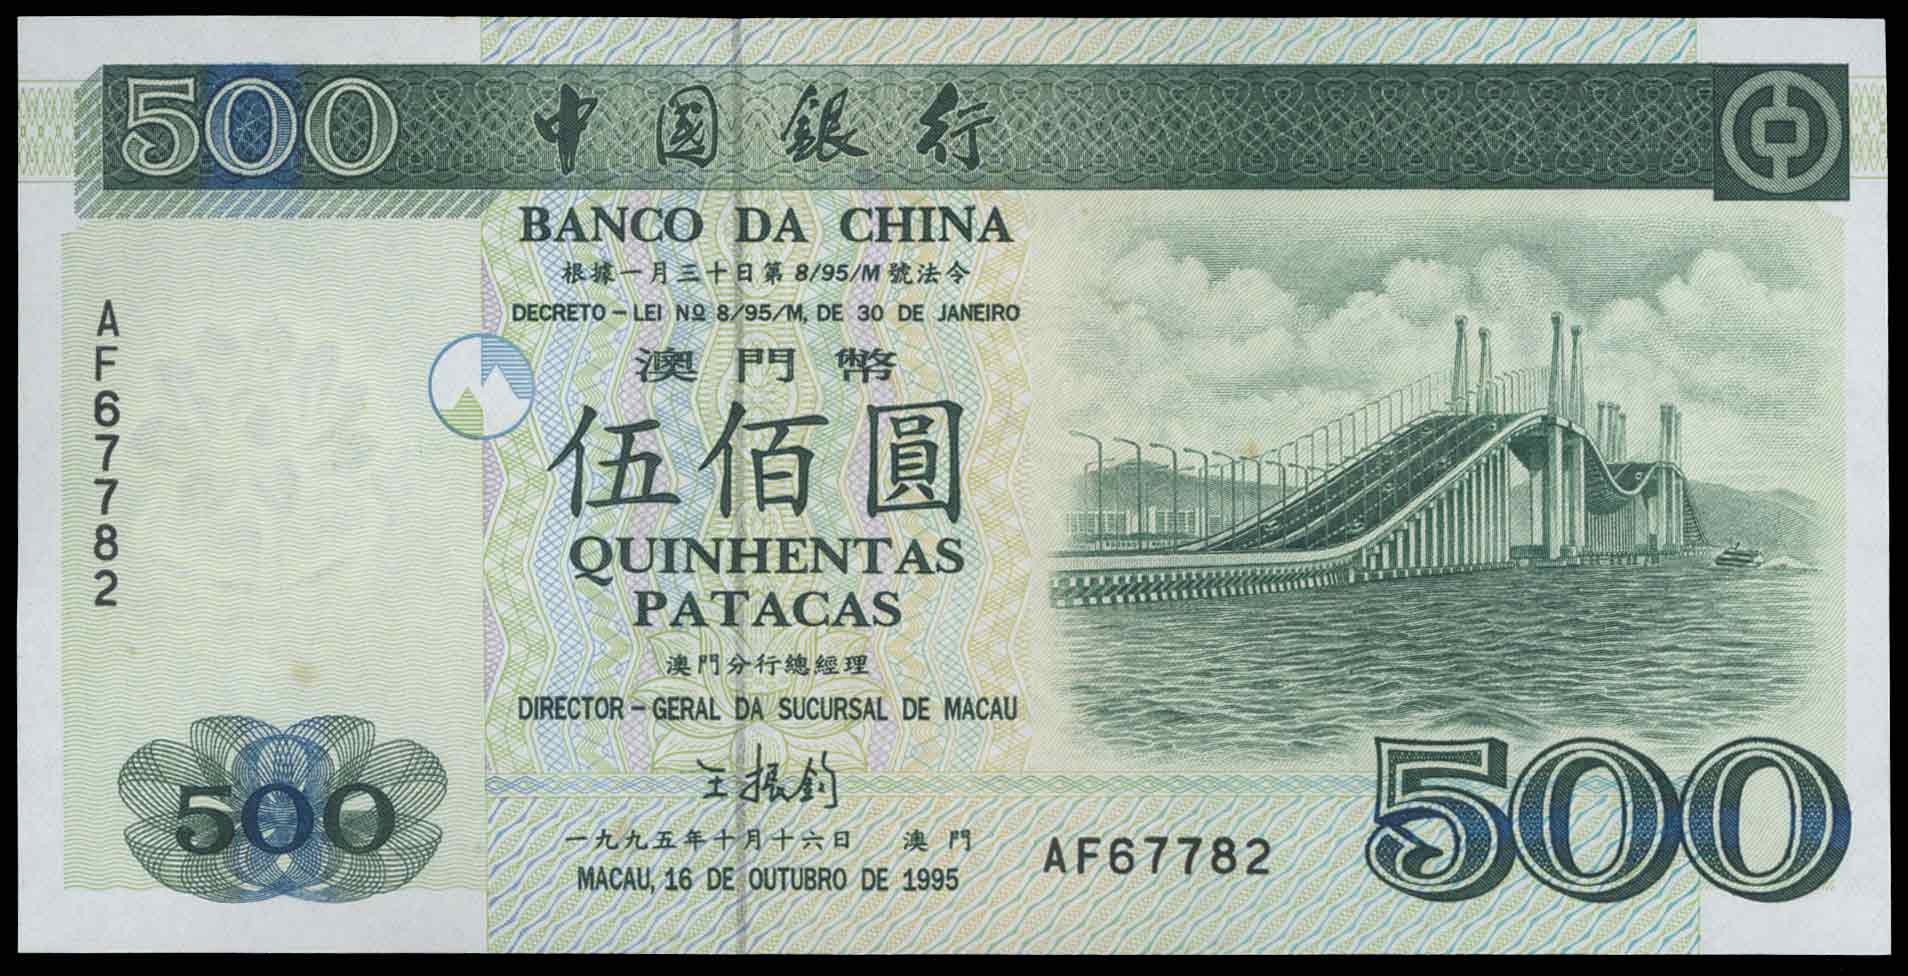 500 中國銀行
BANCO DA CHINA
根據一月三十日第 8/95/M 號法令
DECRETO – LEI Nº 8/95/M, DE 30 DE JANEIRO
澳門幣
伍佰圓
QUINHENTAS
PATACAS
澳門分行總經理
DIRECTOR – GERAL DA SUCURSAL DE MACAU
王振鈞
一九九五年十月十六日 澳門
MACAU, 16 DE OUTUBRO DE 1995
AF67782
500
AF67782
500